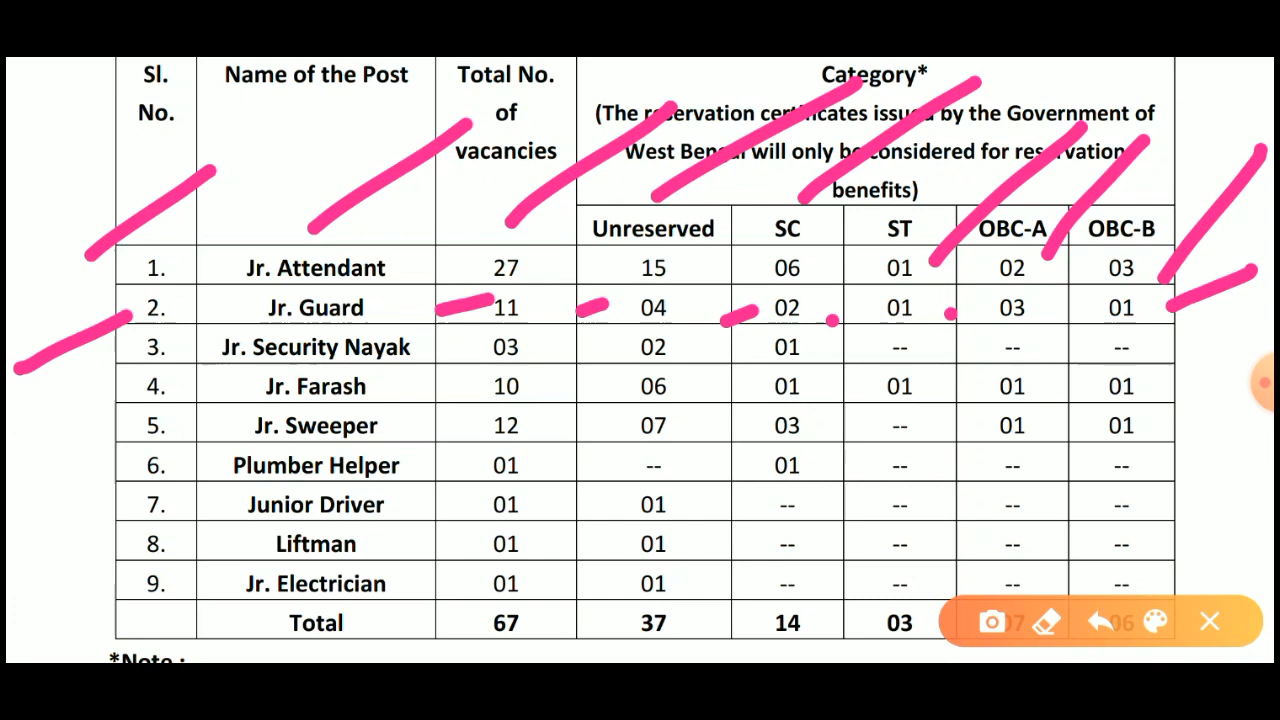 Sl. No. Name of the Post Total No. of vacancies Category*
(The reservation certificates issued by the Government of
West Bengal will only be considered for reservation
benefits)
Unreserved SC ST OBC-A OBC-B
1. Jr. Attendant 27 15 06 01 02 03
2. Jr. Guard 11 04 02 01 03 01
3. Jr. Security Nayak 03 02 01 -- -- --
4. Jr. Farash 10 06 01 01 01 01
5. Jr. Sweeper 12 07 03 -- 01 01
6. Plumber Helper 01 -- 01 -- -- --
7. Junior Driver 01 01 -- -- -- --
8. Liftman 01 01 -- -- -- --
9. Jr. Electrician 01 01 -- -- -- --
Total 67 37 14 03 07 06
*Note :